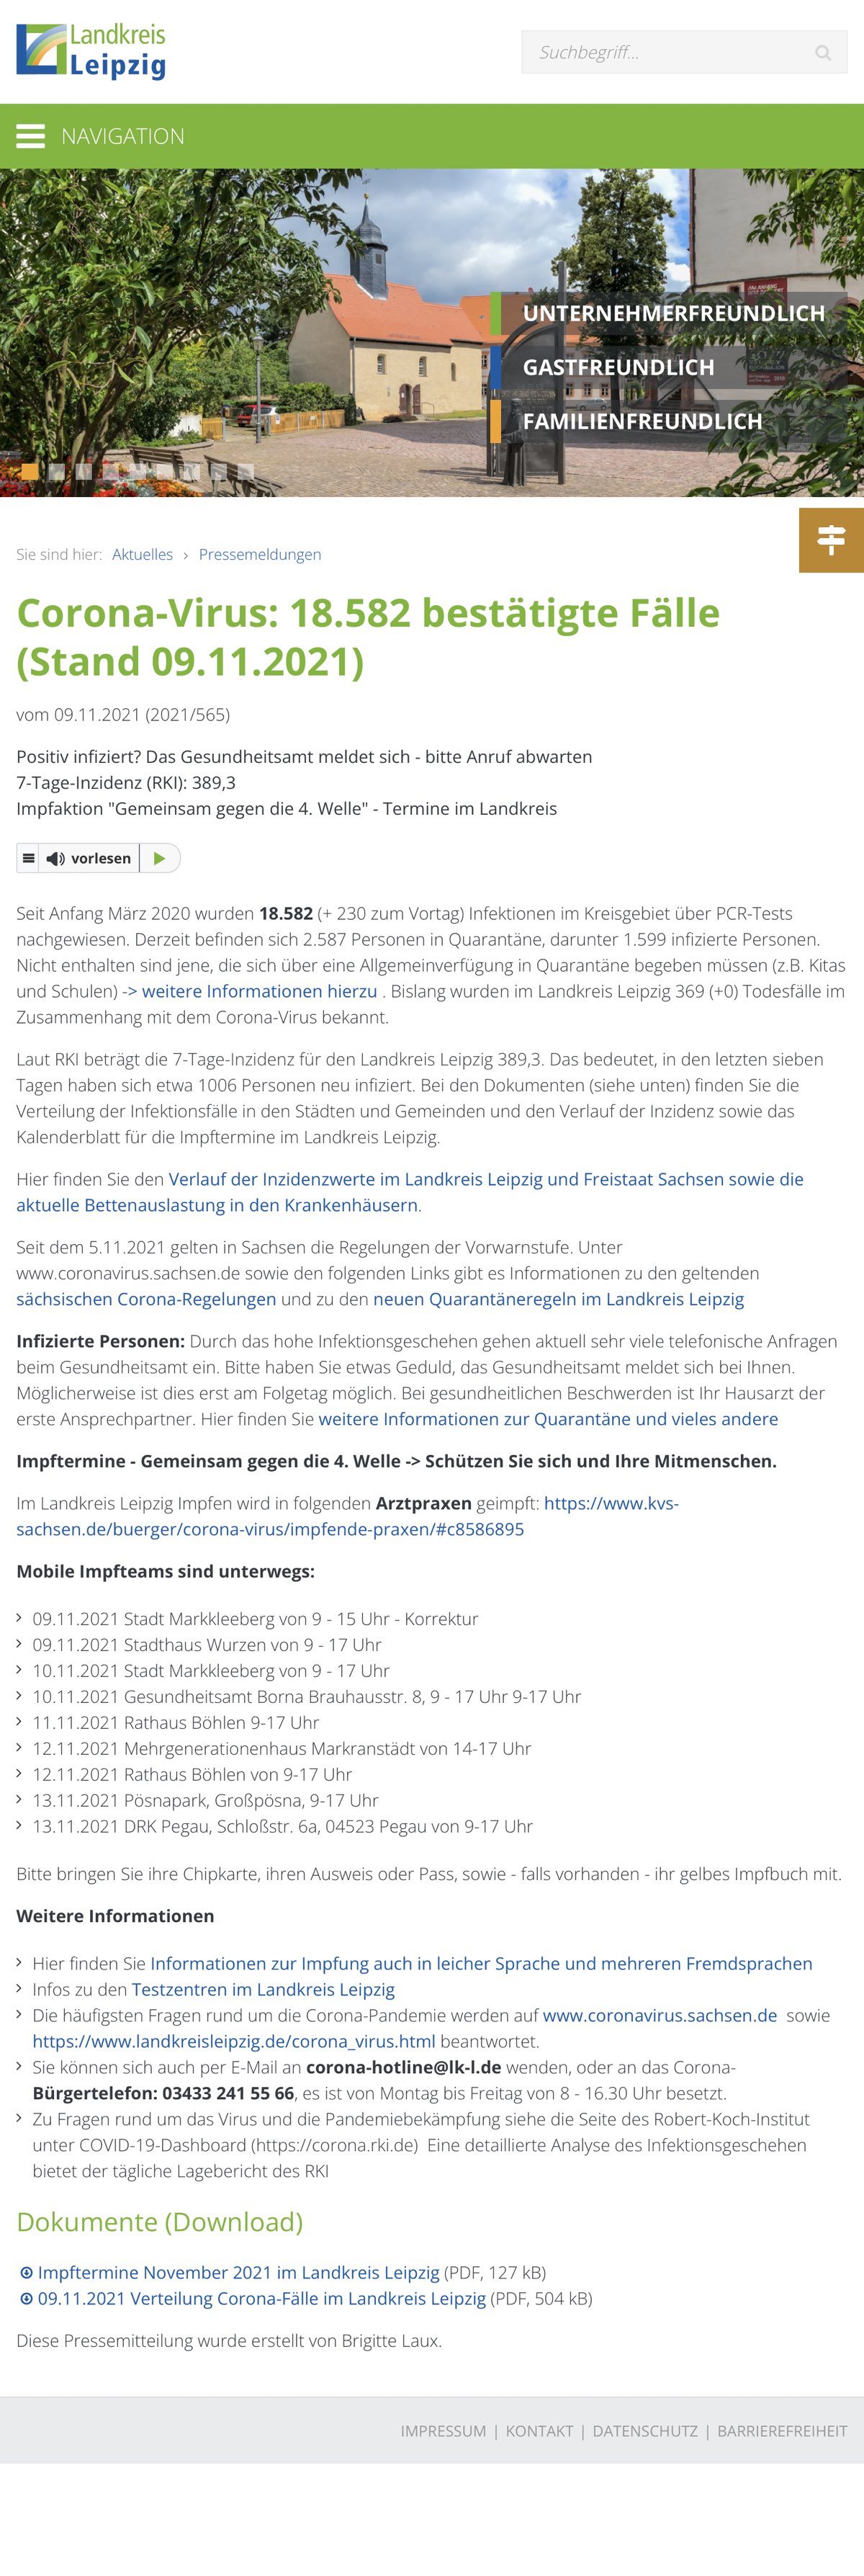 Landkreis
Leipzig
Suchbegriff...
NAVIGATION
UNTERNEHMERFREUNDLICH
GASTFREUNDLICH
FAMILIENFREUNDLICH
Sie sind hier: Aktuelles › Pressemeldungen
Corona-Virus: 18.582 bestätigte Fälle
(Stand 09.11.2021)
vom 09.11.2021 (2021/565)
Positiv infiziert? Das Gesundheitsamt meldet sich - bitte Anruf abwarten
7-Tage-Inzidenz (RKI): 389,3
Impfaktion "Gemeinsam gegen die 4. Welle" - Termine im Landkreis
vorlesen
Seit Anfang März 2020 wurden 18.582 (+ 230 zum Vortag) Infektionen im Kreisgebiet über PCR-Tests
nachgewiesen. Derzeit befinden sich 2.587 Personen in Quarantäne, darunter 1.599 infizierte Personen.
Nicht enthalten sind jene, die sich über eine Allgemeinverfügung in Quarantäne begeben müssen (z.B. Kitas
und Schulen) -> weitere Informationen hierzu . Bislang wurden im Landkreis Leipzig 369 (+0) Todesfälle im
Zusammenhang mit dem Corona-Virus bekannt.
Laut RKI beträgt die 7-Tage-Inzidenz für den Landkreis Leipzig 389,3. Das bedeutet, in den letzten sieben
Tagen haben sich etwa 1006 Personen neu infiziert. Bei den Dokumenten (siehe unten) finden Sie die
Verteilung der Infektionsfälle in den Städten und Gemeinden und den Verlauf der Inzidenz sowie das
Kalenderblatt für die Impftermine im Landkreis Leipzig.
Hier finden Sie den Verlauf der Inzidenzwerte im Landkreis Leipzig und Freistaat Sachsen sowie die
aktuelle Bettenauslastung in den Krankenhäusern.
Seit dem 5.11.2021 gelten in Sachsen die Regelungen der Vorwarnstufe. Unter
www.coronavirus.sachsen.de sowie den folgenden Links gibt es Informationen zu den geltenden
sächsischen Corona-Regelungen und zu den neuen Quarantäneregeln im Landkreis Leipzig
Infizierte Personen: Durch das hohe Infektionsgeschehen gehen aktuell sehr viele telefonische Anfragen
beim Gesundheitsamt ein. Bitte haben Sie etwas Geduld, das Gesundheitsamt meldet sich bei Ihnen.
Möglicherweise ist dies erst am Folgetag möglich. Bei gesundheitlichen Beschwerden ist Ihr Hausarzt der
erste Ansprechpartner. Hier finden Sie weitere Informationen zur Quarantäne und vieles andere
Impftermine - Gemeinsam gegen die 4. Welle -> Schützen Sie sich und Ihre Mitmenschen.
Im Landkreis Leipzig Impfen wird in folgenden Arztpraxen geimpft: https://www.kvs-
sachsen.de/buerger/corona-virus/impfende-praxen/#c8586895
Mobile Impfteams sind unterwegs:
09.11.2021 Stadt Markkleeberg von 9 - 15 Uhr - Korrektur
09.11.2021 Stadthaus Wurzen von 9 - 17 Uhr
10.11.2021 Stadt Markkleeberg von 9 - 17 Uhr
10.11.2021 Gesundheitsamt Borna Brauhausstr. 8, 9 - 17 Uhr 9-17 Uhr
11.11.2021 Rathaus Böhlen 9-17 Uhr
12.11.2021 Mehrgenerationenhaus Markranstädt von 14-17 Uhr
12.11.2021 Rathaus Böhlen von 9-17 Uhr
13.11.2021 Pösnapark, Großpösna, 9-17 Uhr
13.11.2021 DRK Pegau, Schloßstr. 6a, 04523 Pegau von 9-17 Uhr
Bitte bringen Sie ihre Chipkarte, ihren Ausweis oder Pass, sowie - falls vorhanden - ihr gelbes Impfbuch mit.
Weitere Informationen
Hier finden Sie Informationen zur Impfung auch in leicher Sprache und mehreren Fremdsprachen
Infos zu den Testzentren im Landkreis Leipzig
Die häufigsten Fragen rund um die Corona-Pandemie werden auf www.coronavirus.sachsen.de sowie
https://www.landkreisleipzig.de/corona_virus.html beantwortet.
Sie können sich auch per E-Mail an corona-hotline@lk-l.de wenden, oder an das Corona-
Bürgertelefon: 03433 241 55 66, es ist von Montag bis Freitag von 8 - 16.30 Uhr besetzt.
Zu Fragen rund um das Virus und die Pandemiebekämpfung siehe die Seite des Robert-Koch-Institut
unter COVID-19-Dashboard (https://corona.rki.de) Eine detaillierte Analyse des Infektionsgeschehen
bietet der tägliche Lagebericht des RKI
Dokumente (Download)
Impftermine November 2021 im Landkreis Leipzig (PDF, 127 kB)
09.11.2021 Verteilung Corona-Fälle im Landkreis Leipzig (PDF, 504 kB)
Diese Pressemitteilung wurde erstellt von Brigitte Laux.
IMPRESSUM | KONTAKT | DATENSCHUTZ | BARRIEREFREIHEIT